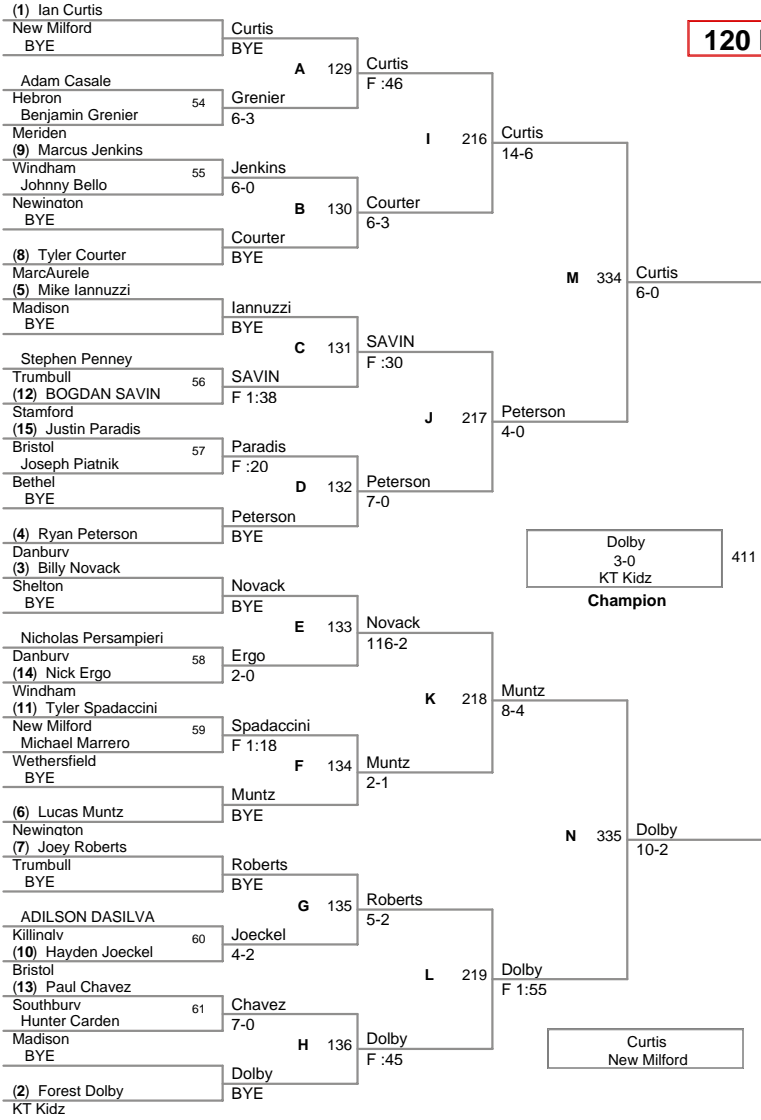 (1) Ian Curtis
New Milford
BYE
Adam Casale
Hebron
Benjamin Grenier
Meriden
(9) Marcus Jenkins
Windham
Johnny Bello
Newington
BYE
(8) Tyler Courter
MarcAurele
(5) Mike Iannuzzi
Madison
BYE
Stephen Penney
Trumbull
(12) BOGDAN SAVIN
Stamford
(15) Justin Paradis
Bristol
Joseph Piatnik
Bethel
BYE
(4) Ryan Peterson
Danbury
(3) Billy Novack
Shelton
BYE
Nicholas Persampieri
Danbury
(14) Nick Ergo
Windham
(11) Tyler Spadaccini
New Milford
Michael Marrero
Wethersfield
BYE
(6) Lucas Muntz
Newington
(7) Joey Roberts
Trumbull
BYE
ADILSON DASILVA
Killingly
(10) Hayden Joeckel
Bristol
(13) Paul Chavez
Southbury
Hunter Carden
Madison
BYE
(2) Forest Dolby
KT Kidz
54
55
56
57
58
59
60
61
Curtis
BYE
Grenier
6-3
Jenkins
6-0
Courter
BYE
Iannuzzi
BYE
SAVIN
F 1:38
Paradis
F :20
Peterson
BYE
Novack
BYE
Ergo
2-0
Spadaccini
F 1:18
Muntz
BYE
Roberts
BYE
Joeckel
4-2
Chavez
7-0
Dolby
BYE
A 129
B 130
C 131
D 132
E 133
F 134
G 135
H 136
Curtis
F :46
Courter
6-3
SAVIN
F :30
Peterson
7-0
Novack
116-2
Muntz
2-1
Roberts
5-2
Dolby
F :45
I 216
J 217
K 218
L 219
Curtis
14-6
Peterson
4-0
Muntz
8-4
Dolby
F 1:55
M 334
N 335
Curtis
6-0
Dolby
10-2
120
Dolby
3-0
KT Kidz
411
Champion
Curtis
New Milford